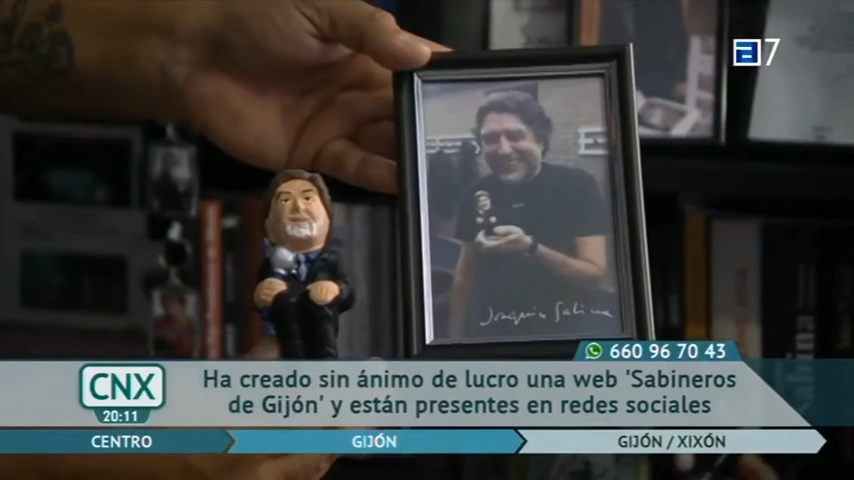 7
Joaquín Sabina
660 96 70 43
CNX
20:11
Ha creado sin ánimo de lucro una web 'Sabineros
de Gijón' y están presentes en redes sociales
CENTRO
GIJÓN
GIJÓN / XIXÓN